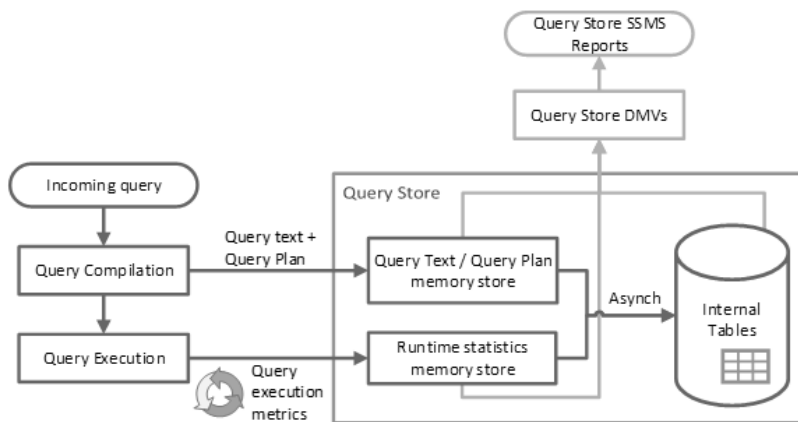 Query Store SSMS
Reports
Query Store DMVs
Incoming query
Query Store
Query text +
Query Plan
Query Compilation
Query Text / Query Plan
memory store
Asynch
Internal
Tables
Query Execution
Runtime statistics
memory store
Query
execution
metrics